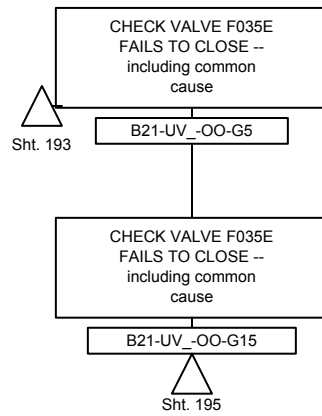 CHECK VALVE F035E
FAILS TO CLOSE --
including common
cause
Sht. 193
B21-UV_-OO-G5
CHECK VALVE F035E
FAILS TO CLOSE --
including common
cause
B21-UV_-OO-G15
Sht. 195